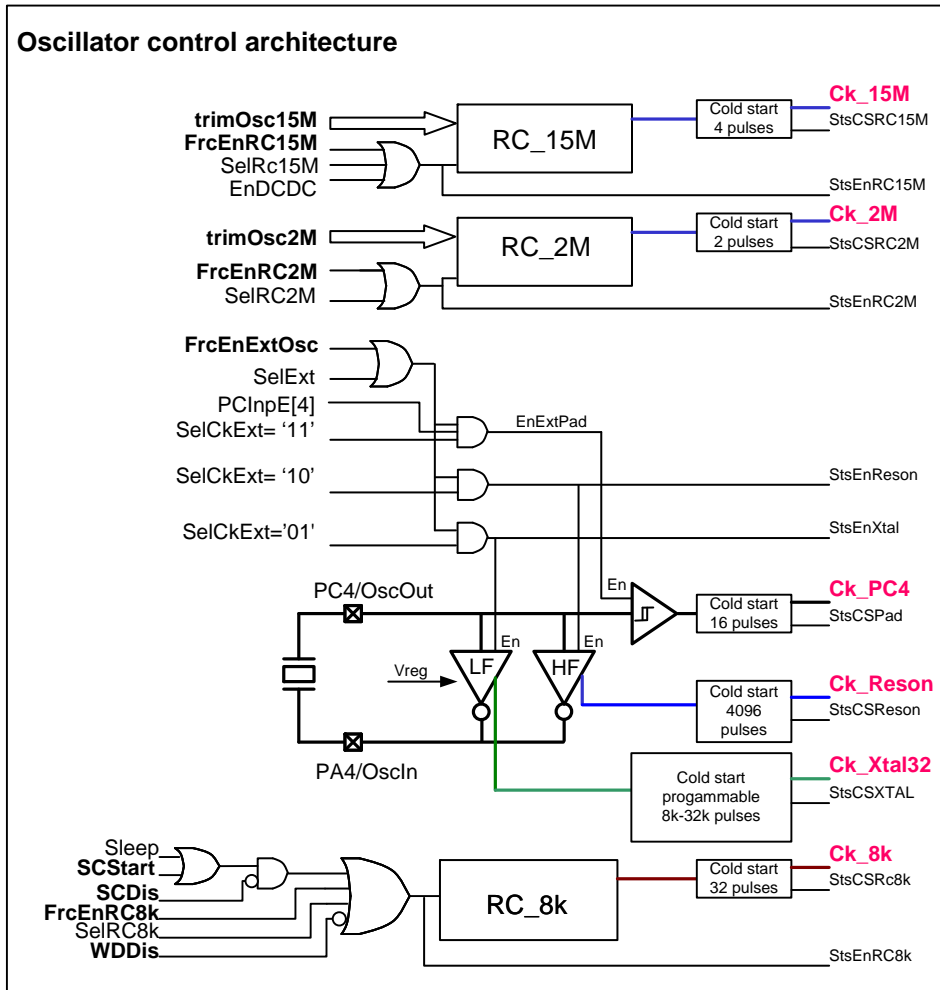 Oscillator control architecture
Ck_15M
trimOsc15M
RC_15M
Cold start
4 pulses
StsCSRC15M
FrcEnRC15M
SelRc15M
EnDCDC
StsEnRC15M
Ck_2M
trimOsc2M
RC_2M
Cold start
2 pulses
StsCSRC2M
FrcEnRC2M
SelRC2M
StsEnRC2M
FrcEnExtOsc
SelExt
PCInpE[4]
EnExtPad
SelCkExt= '11'
SelCkExt= '10'
StsEnReson
SelCkExt='01'
StsEnXtal
PC4/OscOut
En
Ck_PC4
Cold start
16 pulses
StsCSPad
En
En
LF
HF
Vreg
Ck_Reson
Cold start
4096
pulses
StsCSReson
PA4/OscIn
Ck_Xtal32
Cold start
progammable
8k-32k pulses
StsCSXTAL
Sleep
SCStart
SCDis
FrcEnRC8k
SelRC8k
WDDis
RC_8k
Ck_8k
Cold start
32 pulses
StsCSRc8k
StsEnRC8k